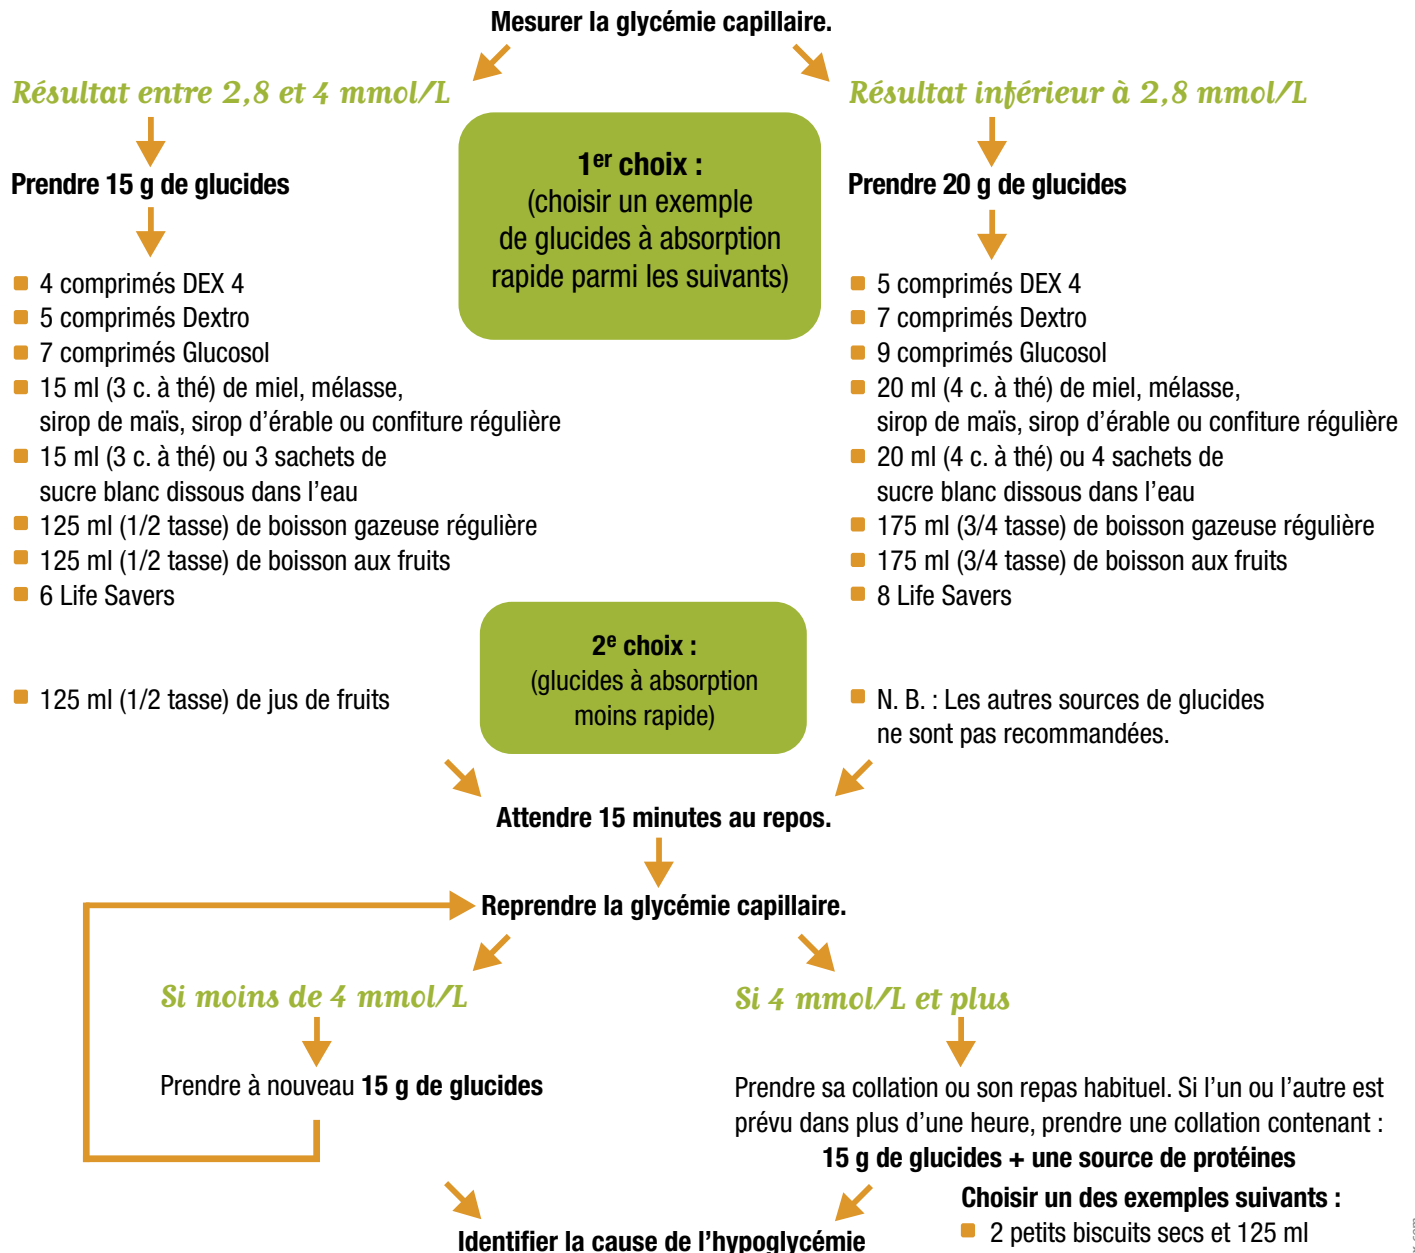 Mesurer la glycémie capillaire.
Résultat entre 2,8 et 4 mmol/L
Prendre 15 g de glucides
4 comprimés DEX 4
5 comprimés Dextro
7 comprimés Glucosol
15 ml (3 c. à thé) de miel, mélasse,
sirop de maïs, sirop d’érable ou confiture régulière
15 ml (3 c. à thé) ou 3 sachets de
sucre blanc dissous dans l’eau
125 ml (1/2 tasse) de boisson gazeuse régulière
125 ml (1/2 tasse) de boisson aux fruits
6 Life Savers
125 ml (1/2 tasse) de jus de fruits
1er choix :
(choisir un exemple
de glucides à absorption
rapide parmi les suivants)
2e choix :
(glucides à absorption
moins rapide)
Résultat inférieur à 2,8 mmol/L
Prendre 20 g de glucides
5 comprimés DEX 4
7 comprimés Dextro
9 comprimés Glucosol
20 ml (4 c. à thé) de miel, mélasse,
sirop de maïs, sirop d’érable ou confiture régulière
20 ml (4 c. à thé) ou 4 sachets de
sucre blanc dissous dans l’eau
175 ml (3/4 tasse) de boisson gazeuse régulière
175 ml (3/4 tasse) de boisson aux fruits
8 Life Savers
N. B. : Les autres sources de glucides
ne sont pas recommandées.
Attendre 15 minutes au repos.
Reprendre la glycémie capillaire.
Si moins de 4 mmol/L
Prendre à nouveau 15 g de glucides
Si 4 mmol/L et plus
Prendre sa collation ou son repas habituel. Si l’un ou l’autre est
prévu dans plus d’une heure, prendre une collation contenant :
15 g de glucides + une source de protéines
Choisir un des exemples suivants :
2 petits biscuits secs et 125 ml
Identifier la cause de l’hypoglycémie